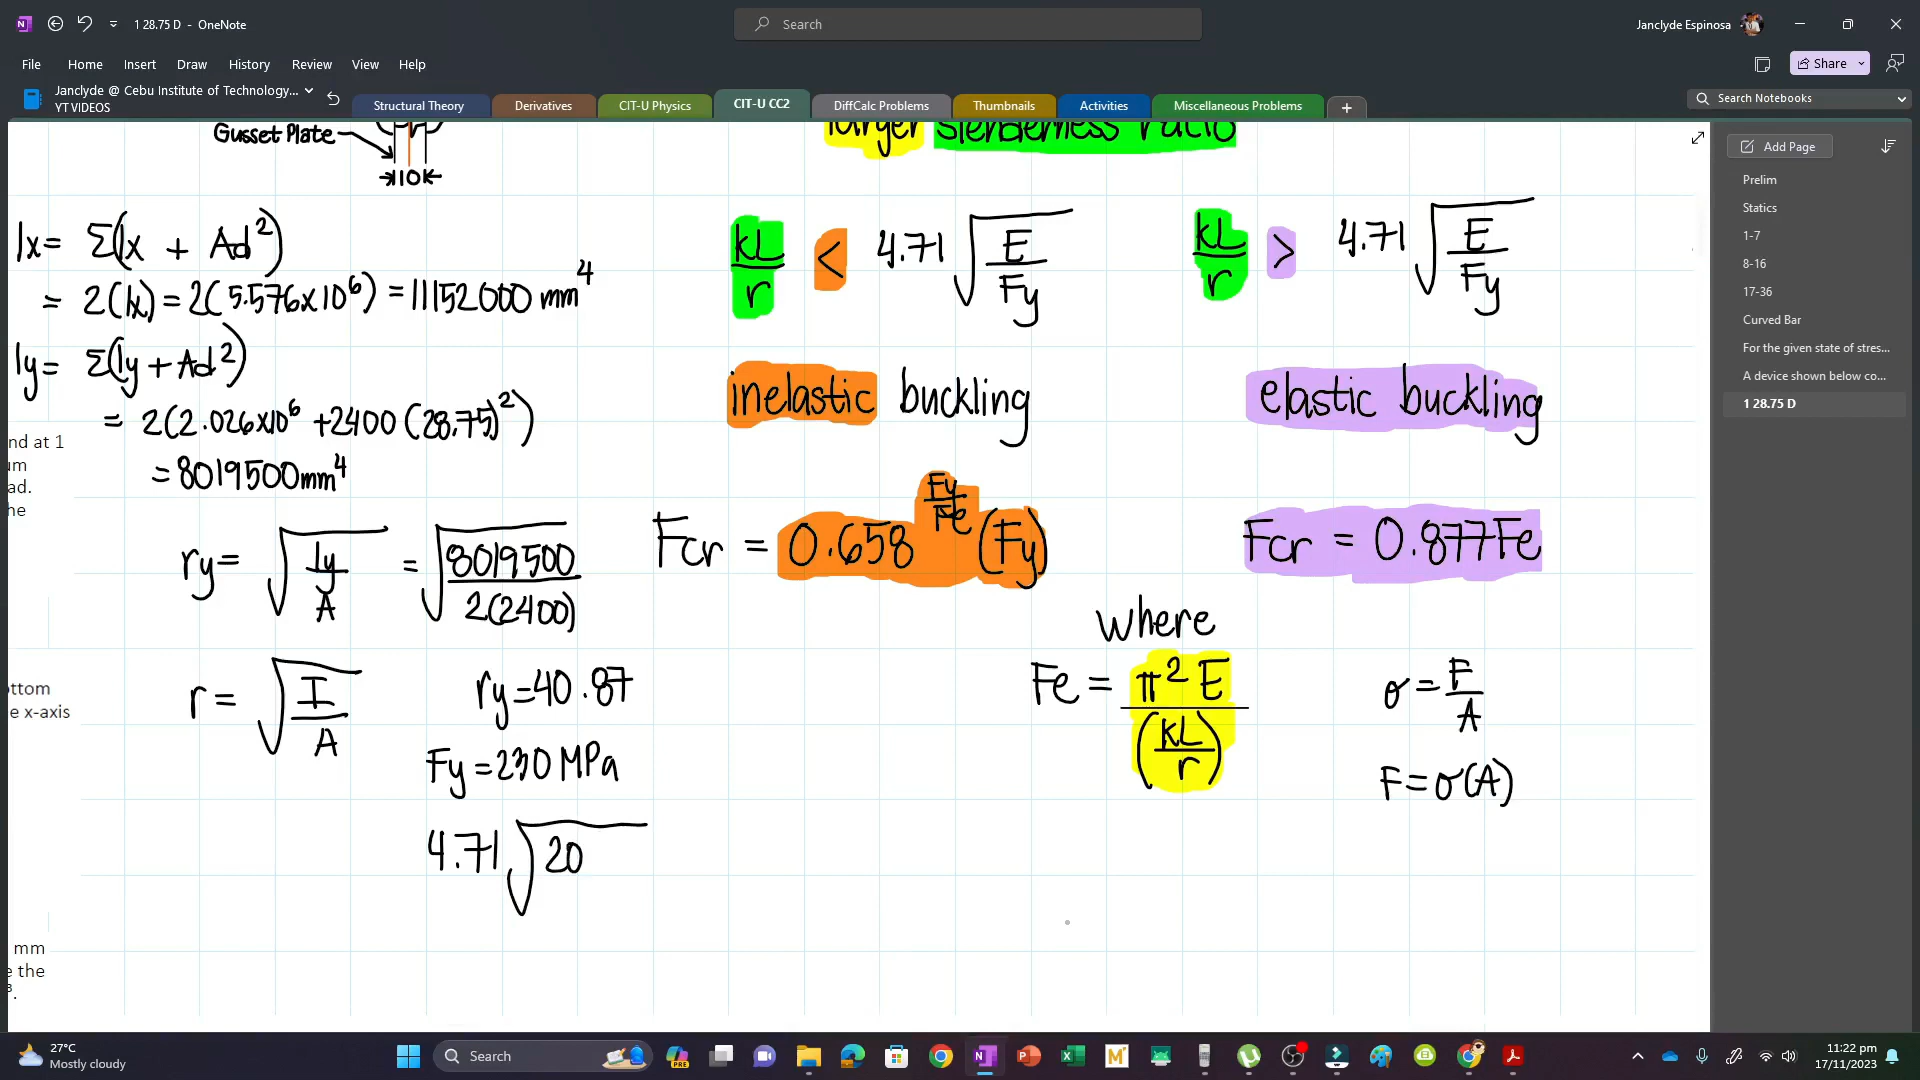 1 28.75 D - OneNote
Search
Janclyde Espinosa
File Home Insert Draw History Review View Help
Share
Janclyde @ Cebu Institute of Technology...
YT VIDEOS
Structural Theory Derivatives CIT-U Physics CIT-U CC2 DiffCalc Problems Thumbnails Activities Miscellaneous Problems +
Search Notebooks
Add Page
Prelim
Statics
1-7
8-16
17-36
Curved Bar
For the given state of stres...
A device shown below co...
1 28.75 D
Gusset Plate
10
larger slenderness ratio
Ix = Σ(Ix + Ad²)
= 2(Ix) = 2(5.576x10⁶) = 11152000 mm⁴
Iy = Σ(Iy + Ad²)
= 2(2.026x10⁶ + 2400(28.75)²)
= 8019500mm⁴
ry = √(Iy/A) = √(8019500/2(2400))
r = √(I/A)
ry = 40.87
Fy = 230 MPa
4.71 √20
kL/r < 4.71 √(E/Fy)
inelastic buckling
Fcr = 0.658^(Fy/Fe) (Fy)
kL/r > 4.71 √(E/Fy)
elastic buckling
Fcr = 0.877Fe
where
Fe = π²E/(kL/r)
σ = F/A
F = σ(A)
nd at 1
um
ad.
he
ottom
e x-axis
mm
e the
27°C
Mostly cloudy
Search
PRE
11:22 pm
17/11/2023